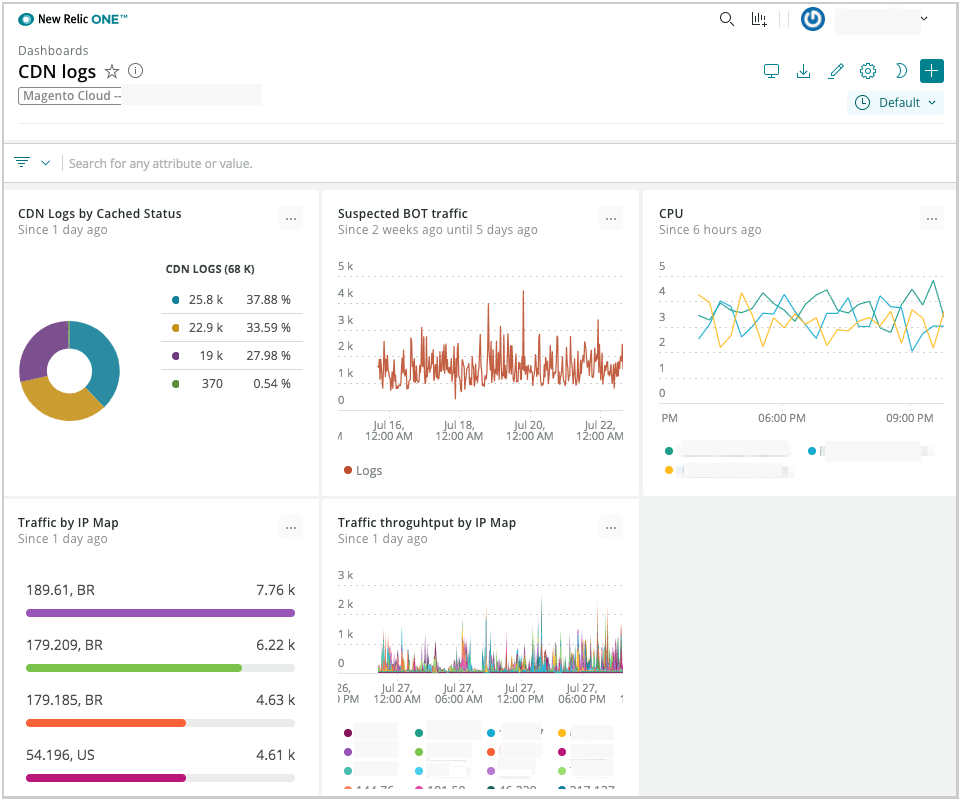 New Relic ONE™
Dashboards
CDN logs
Magento Cloud --
Default
Search for any attribute or value.
CDN Logs by Cached Status
Since 1 day ago
CDN LOGS (68 K)
25.8 k 37.88 %
22.9 k 33.59 %
19 k 27.98 %
370 0.54 %
Suspected BOT traffic
Since 2 weeks ago until 5 days ago
5 k
4 k
3 k
2 k
1 k
0
Jul 16, Jul 18, Jul 20, Jul 22,
12:00 AM 12:00 AM 12:00 AM 12:00 AM
Logs
CPU
Since 6 hours ago
5
4
3
2
1
0
PM 06:00 PM 09:00 PM
Traffic by IP Map
Since 1 day ago
189.61, BR 7.76 k
179.209, BR 6.22 k
179.185, BR 4.63 k
54.196, US 4.61 k
Traffic throguhtput by IP Map
Since 1 day ago
3 k
2 k
1 k
0
26, Jul 27, Jul 27, Jul 27, Jul 27,
PM 12:00 AM 06:00 AM 12:00 PM 06:00 PM